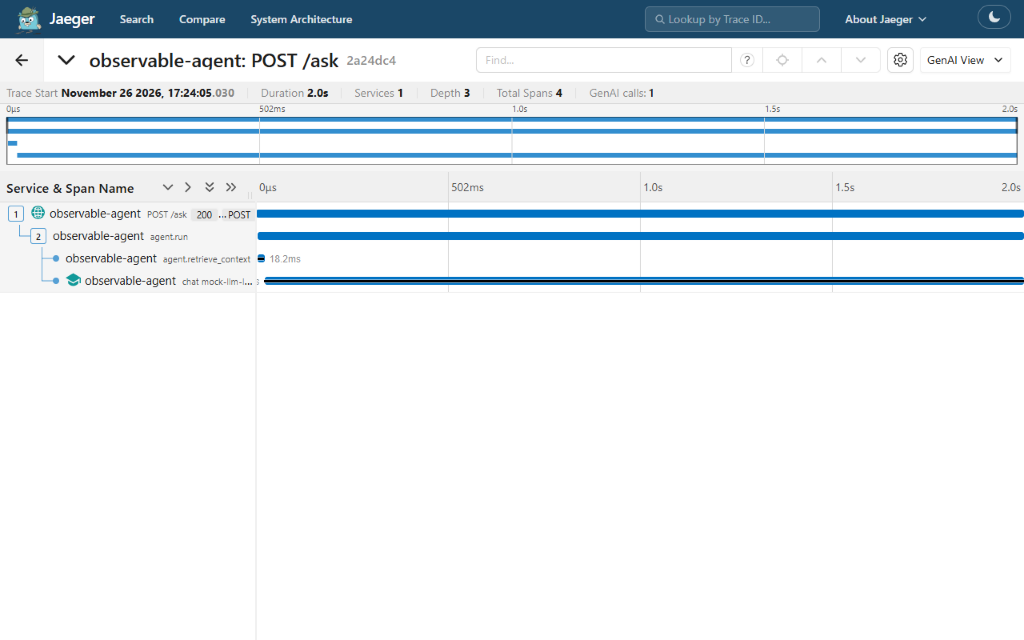 Jaeger Search Compare System Architecture Lookup by Trace ID... About Jaeger
observable-agent: POST /ask 2a24dc4 Find... ? GenAI View
Trace Start November 26 2026, 17:24:05.030 Duration 2.0s Services 1 Depth 3 Total Spans 4 GenAI calls: 1
0μs 502ms 1.0s 1.5s 2.0s
Service & Span Name 0μs 502ms 1.0s 1.5s 2.0s
1 observable-agent POST /ask 200 ...POST
2 observable-agent agent.run
observable-agent agent.retrieve_context 18.2ms
observable-agent chat mock-llm-l...